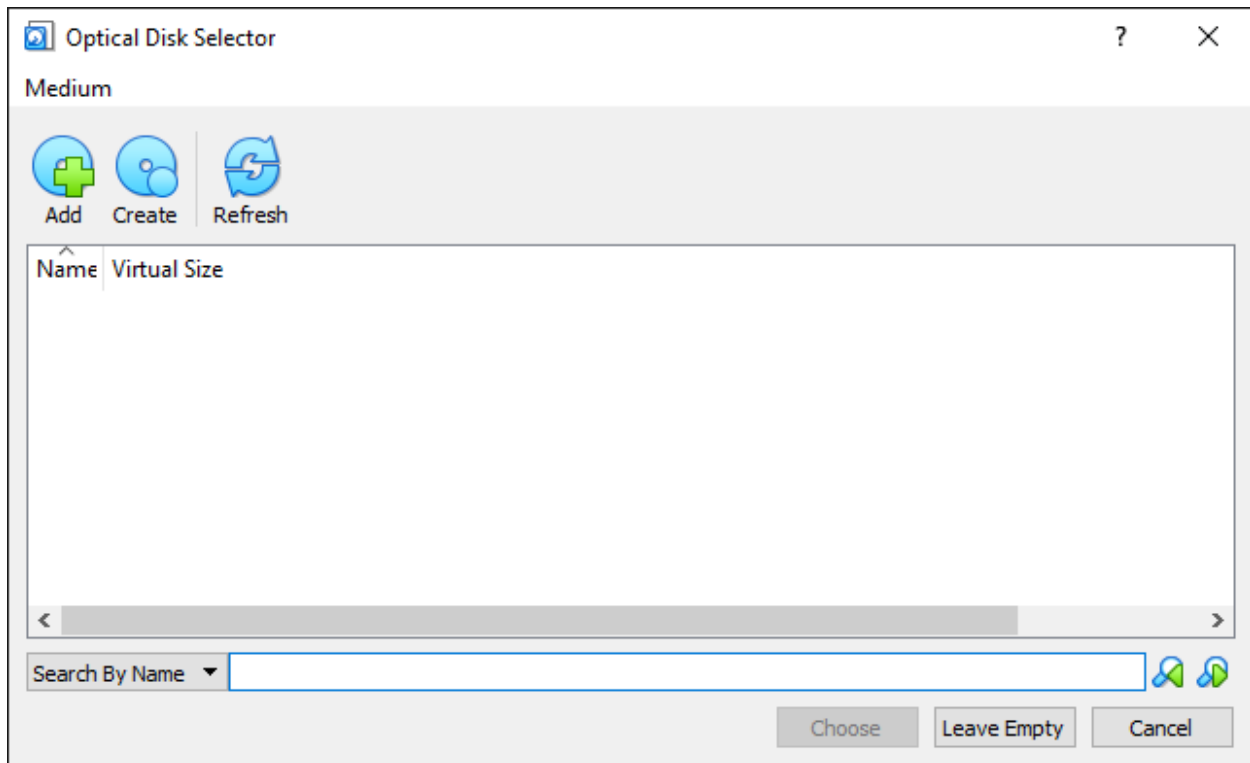 Optical Disk Selector
?
Medium
Add Create Refresh
Name Virtual Size
Search By Name
Choose Leave Empty Cancel